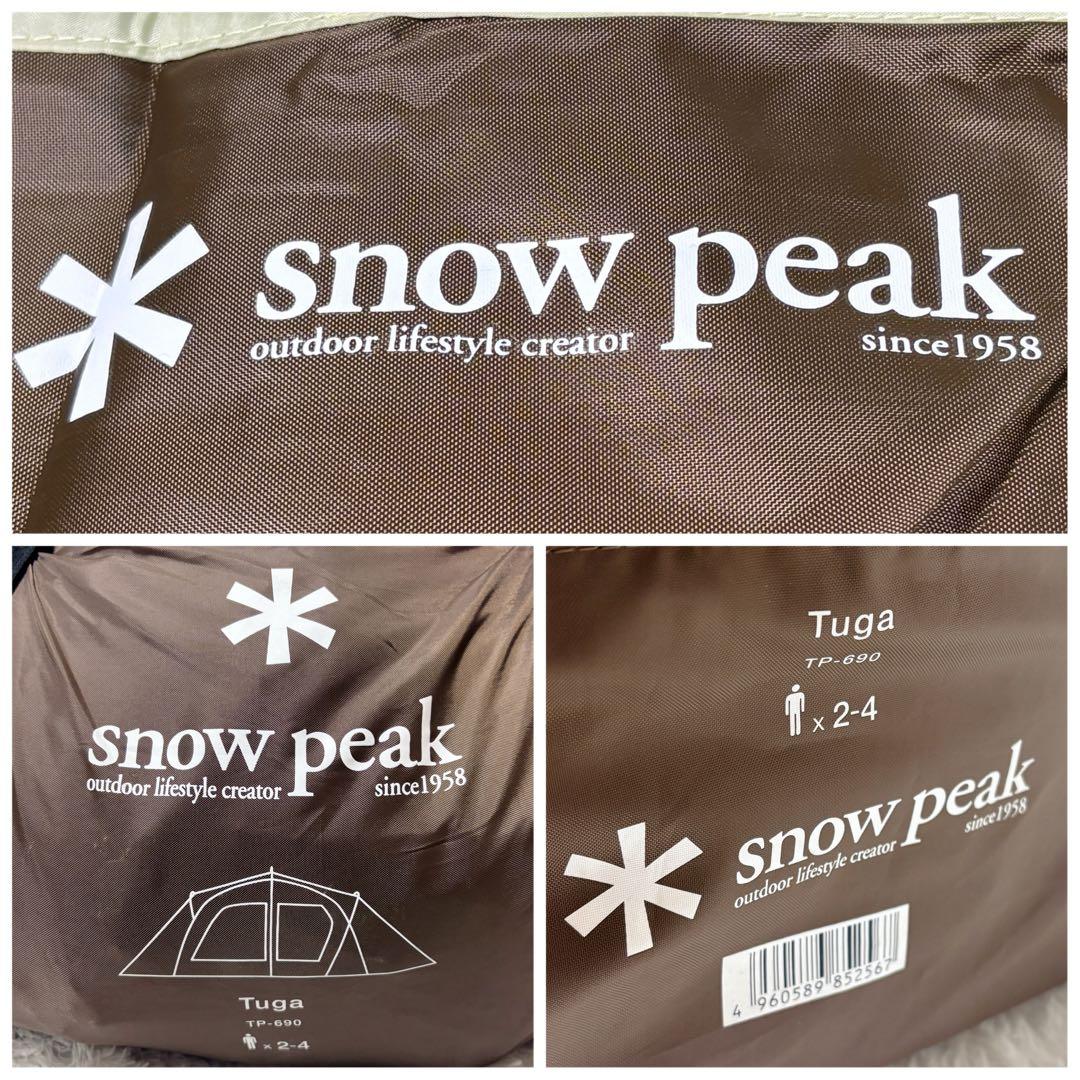 snow peak
outdoor lifestyle creator since1958
snow peak
outdoor lifestyle creator since1958
Tuga
TP-690
x 2-4
Tuga
TP-690
x 2-4
snow peak
outdoor lifestyle creator since1958
4 960589 852567